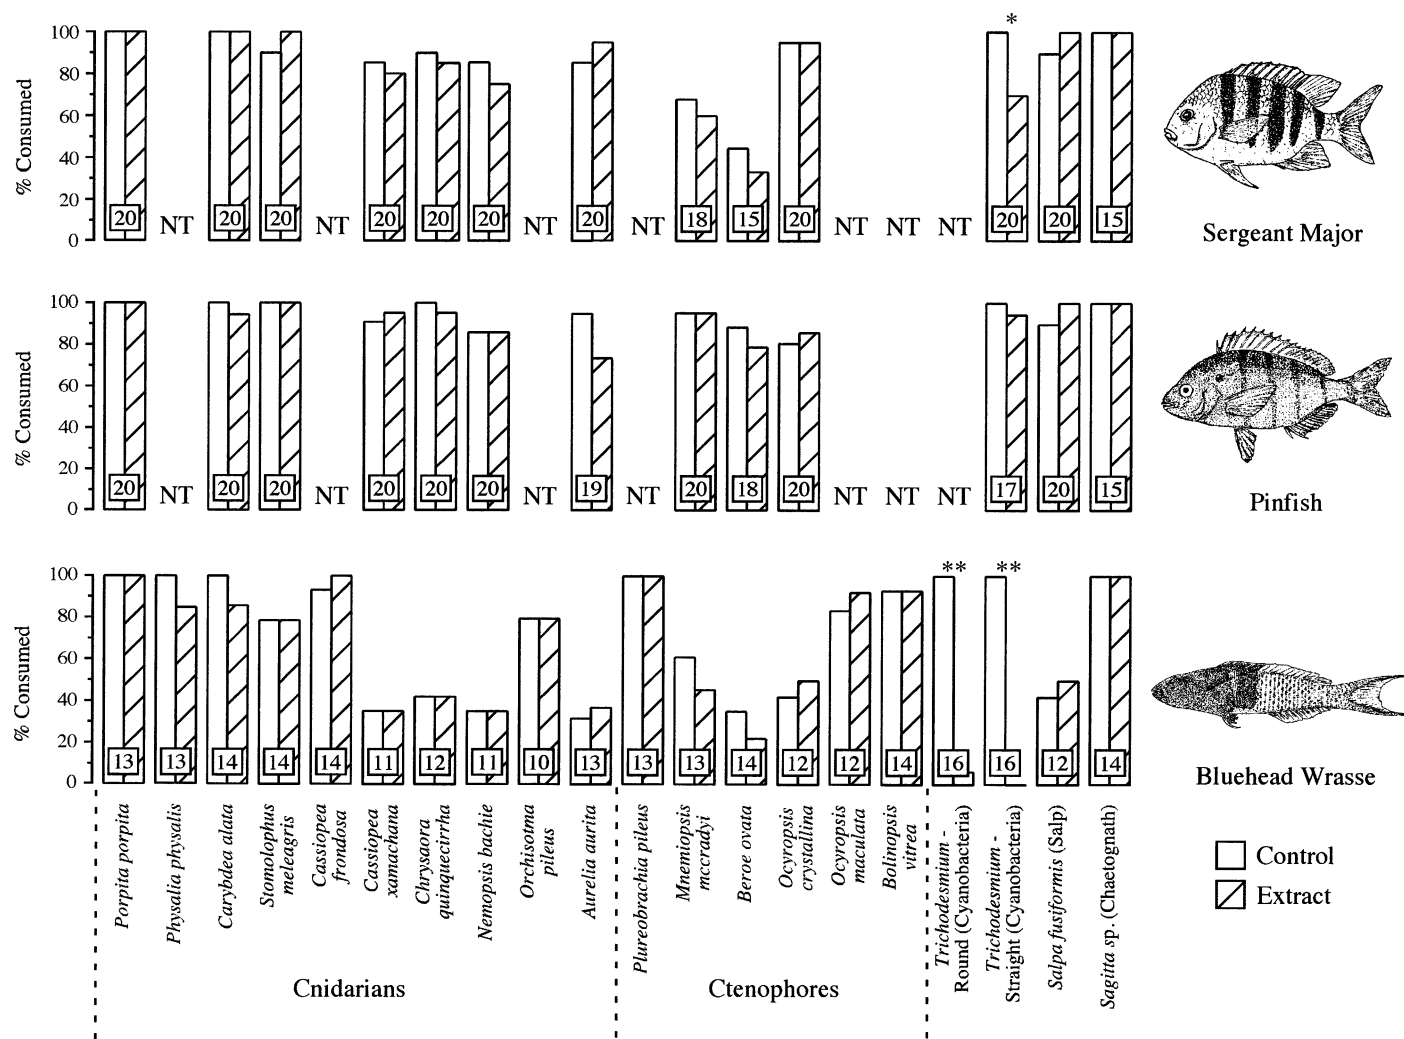 *
100
80
60
40
20
0
% Consumed
20 NT 20 20 NT 20 20 20 NT 20 NT 18 15 20 NT NT NT 20 20 15
Sergeant Major
100
80
60
40
20
0
% Consumed
20 NT 20 20 NT 20 20 20 NT 19 NT 20 18 20 NT NT NT 17 20 15
Pinfish
** **
100
80
60
40
20
0
% Consumed
13 13 14 14 14 11 12 11 10 13 13 13 14 12 12 14 16 16 12 14
Bluehead Wrasse
Porpita porpita
Physalia physalis
Carybdea alata
Stomolophus
meleagris
Cassiopea
frondosa
Cassiopea
xamachana
Chrysaora
quinquecirrha
Nemopsis bachie
Orchisotma
pileus
Aurelia aurita
Plureobrachia pileus
Mnemiopsis
mccradyi
Beroe ovata
Ocyropsis
crystallina
Ocyropsis
maculata
Bolinopsis
vitrea
Trichodesmium -
Round (Cyanobacteria)
Trichodesmium -
Straight (Cyanobacteria)
Salpa fusiformis (Salp)
Sagitta sp. (Chaetognath)
Control
Extract
Cnidarians
Ctenophores